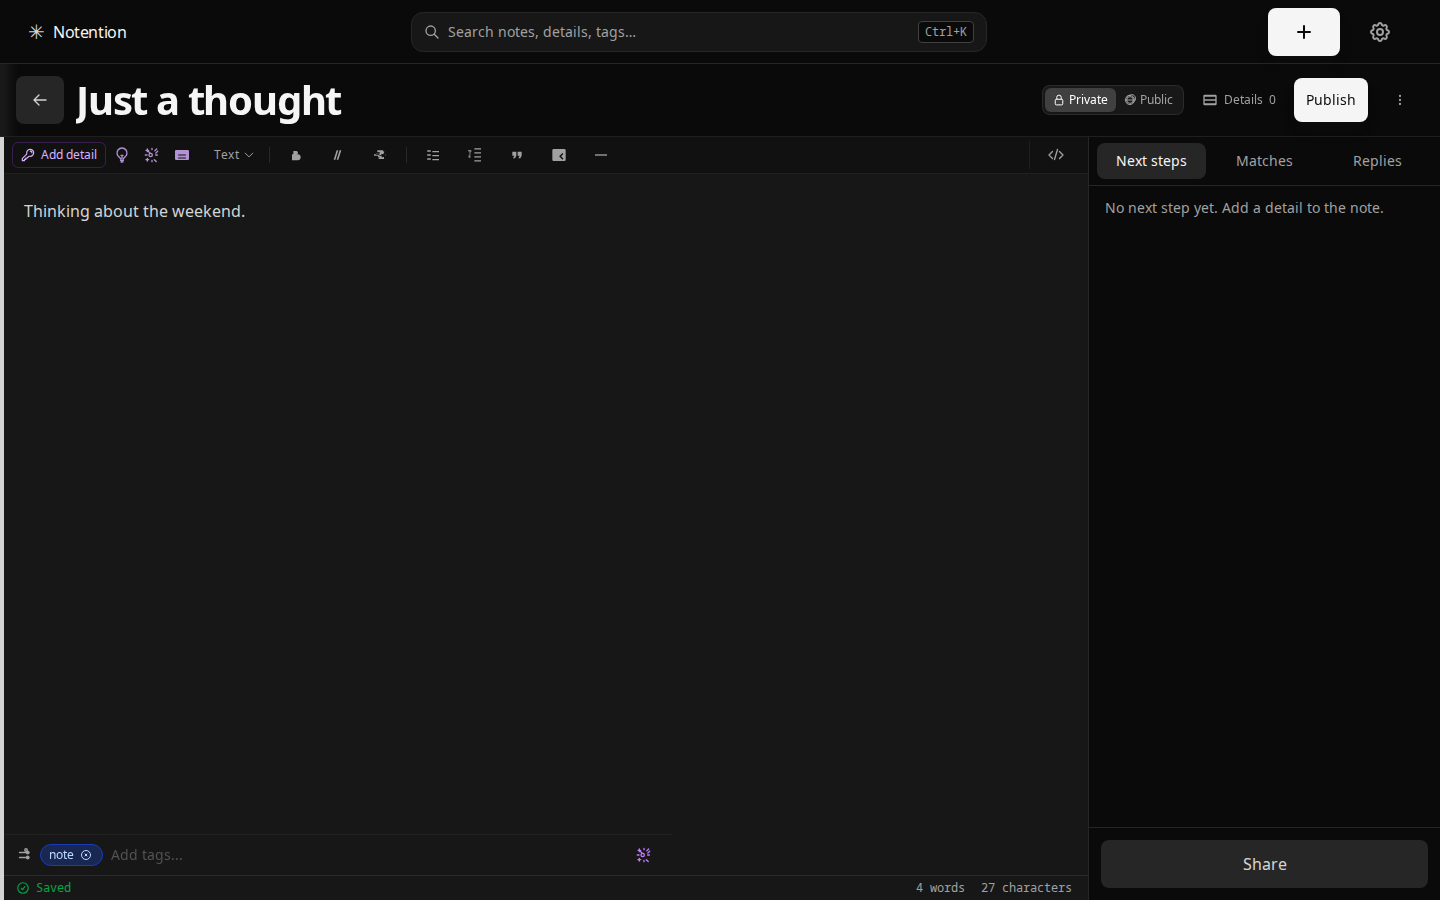 Notention
Search notes, details, tags...
Ctrl+K
Just a thought
Private
Public
Details 0
Publish
Add detail
Text
Next steps
Matches
Replies
Thinking about the weekend.
No next step yet. Add a detail to the note.
note
Add tags...
Share
Saved
4 words 27 characters